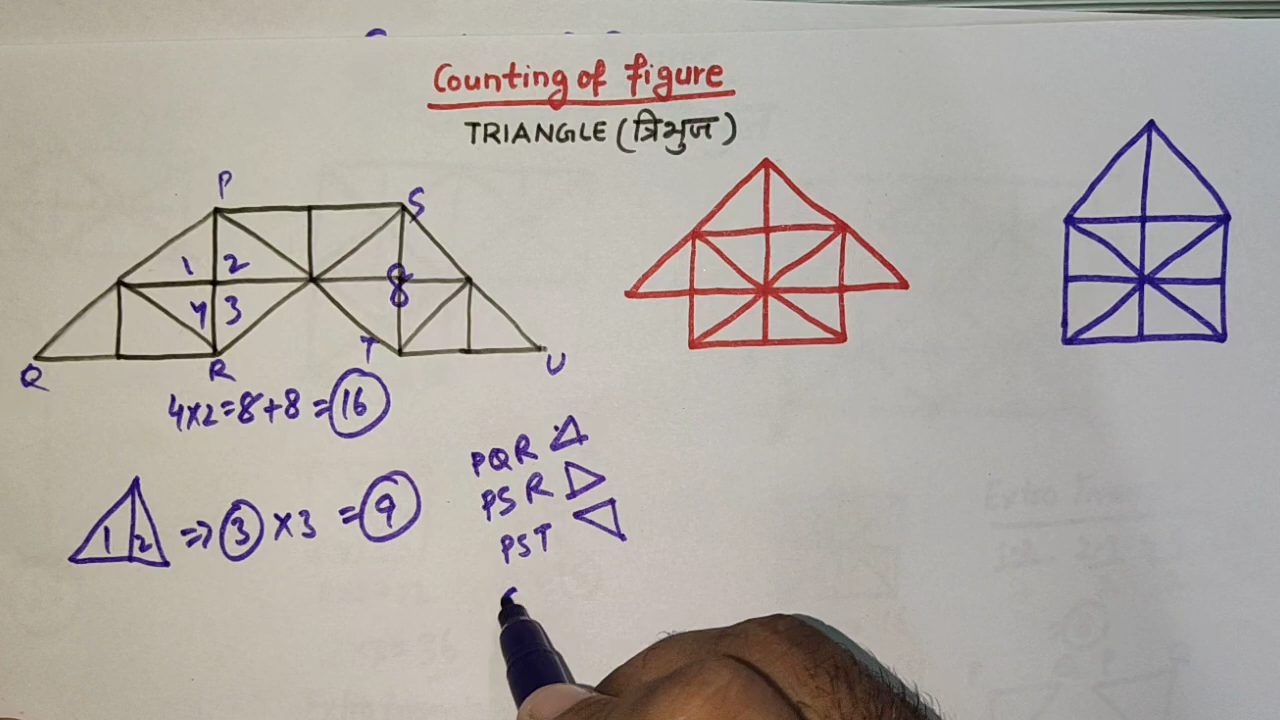 Counting of figure
TRIANGLE (त्रिभुज)
P
S
1 2
8
4 3
T
Q
R
U
4×2=8+8=16
PQR
PSR
1 2 ⇒ 3 ×3 = 9
PST